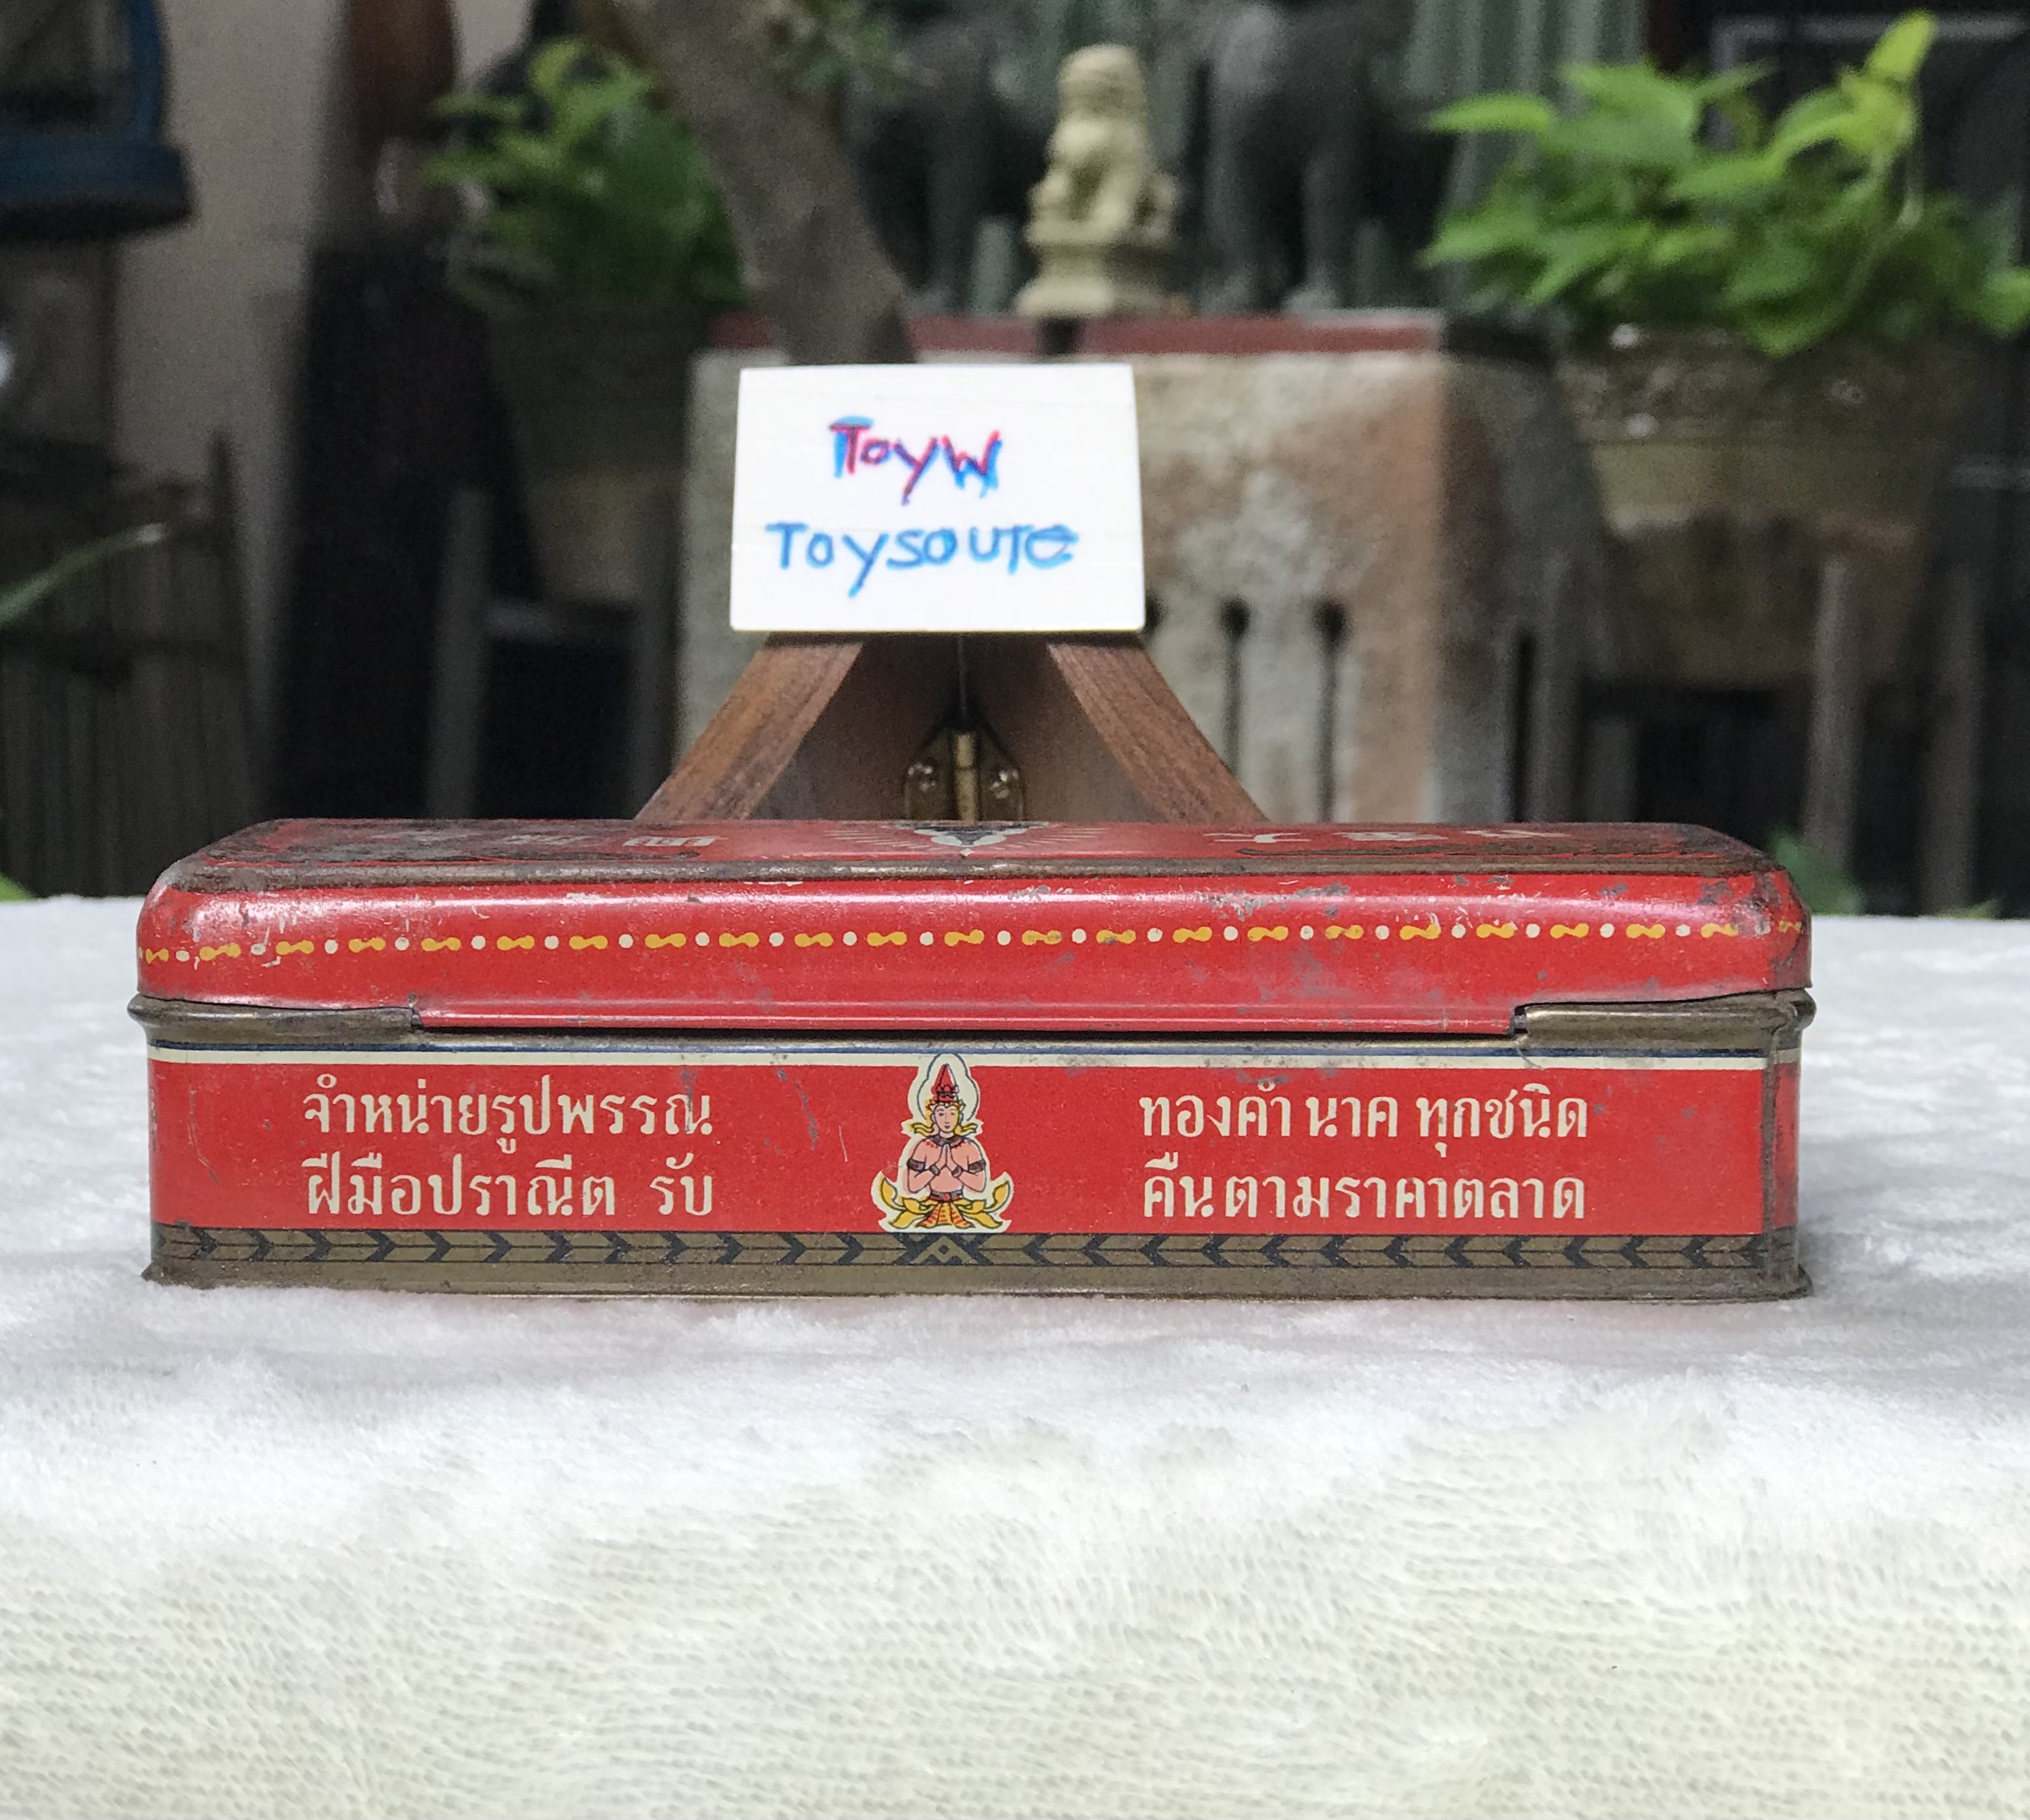 Toyw
Toysoute
จำหน่ายรูปพรรณ ทองคำ นาค ทุกชนิด
ฝีมือปราณีต รับ คืนตามราคาตลาด